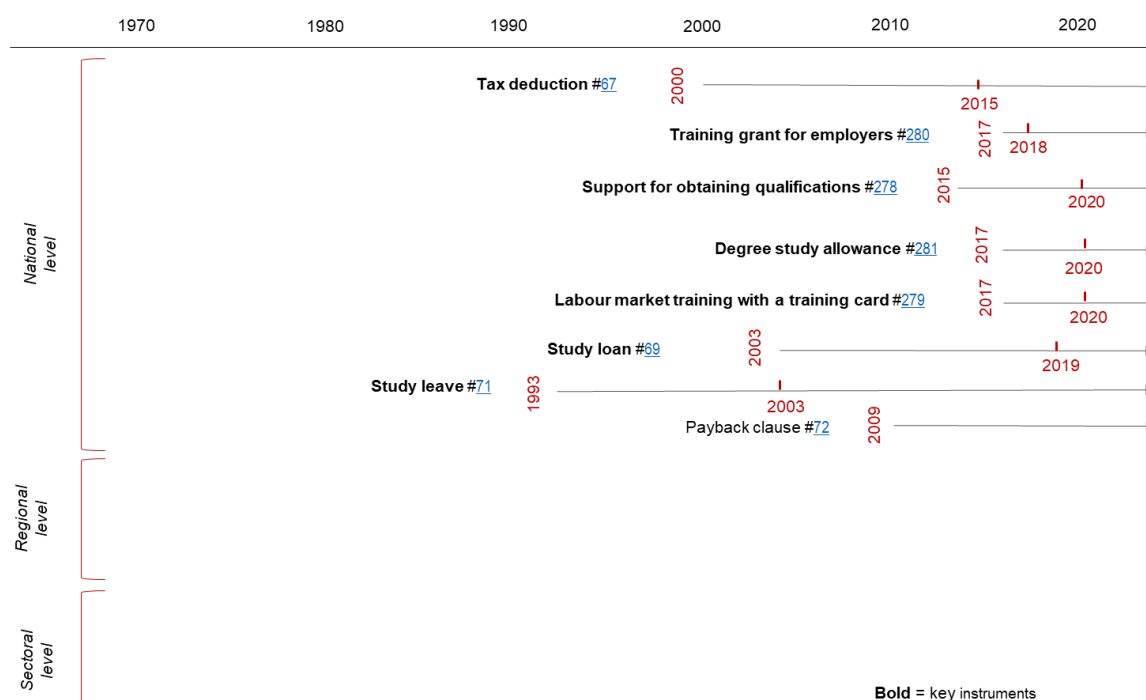 1970 1980 1990 2000 2010 2020
Tax deduction #67 2000
2015
Training grant for employers #280 2017
2018
Support for obtaining qualifications #278 2015
2020
National
level
Degree study allowance #281 2017
2020
Labour market training with a training card #279 2017
2020
Study loan #69 2003
2019
Study leave #71 1993
2003
Payback clause #72 2009
Regional
level
Sectoral
level
Bold = key instruments